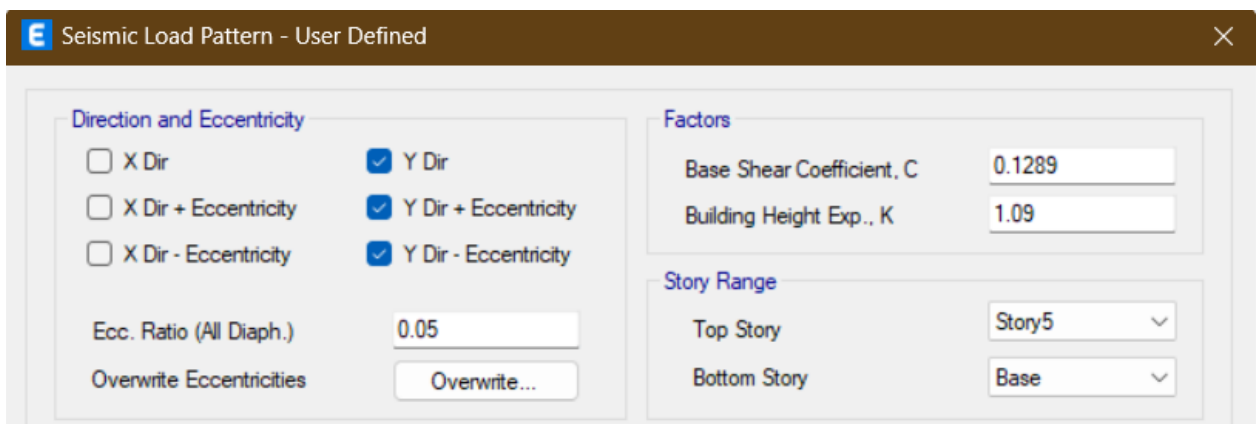 E Seismic Load Pattern - User Defined
Direction and Eccentricity
X Dir
Y Dir
X Dir + Eccentricity
Y Dir + Eccentricity
X Dir - Eccentricity
Y Dir - Eccentricity
Ecc. Ratio (All Diaph.)
0.05
Overwrite Eccentricities
Overwrite...
Factors
Base Shear Coefficient, C
0.1289
Building Height Exp., K
1.09
Story Range
Top Story
Story5
Bottom Story
Base